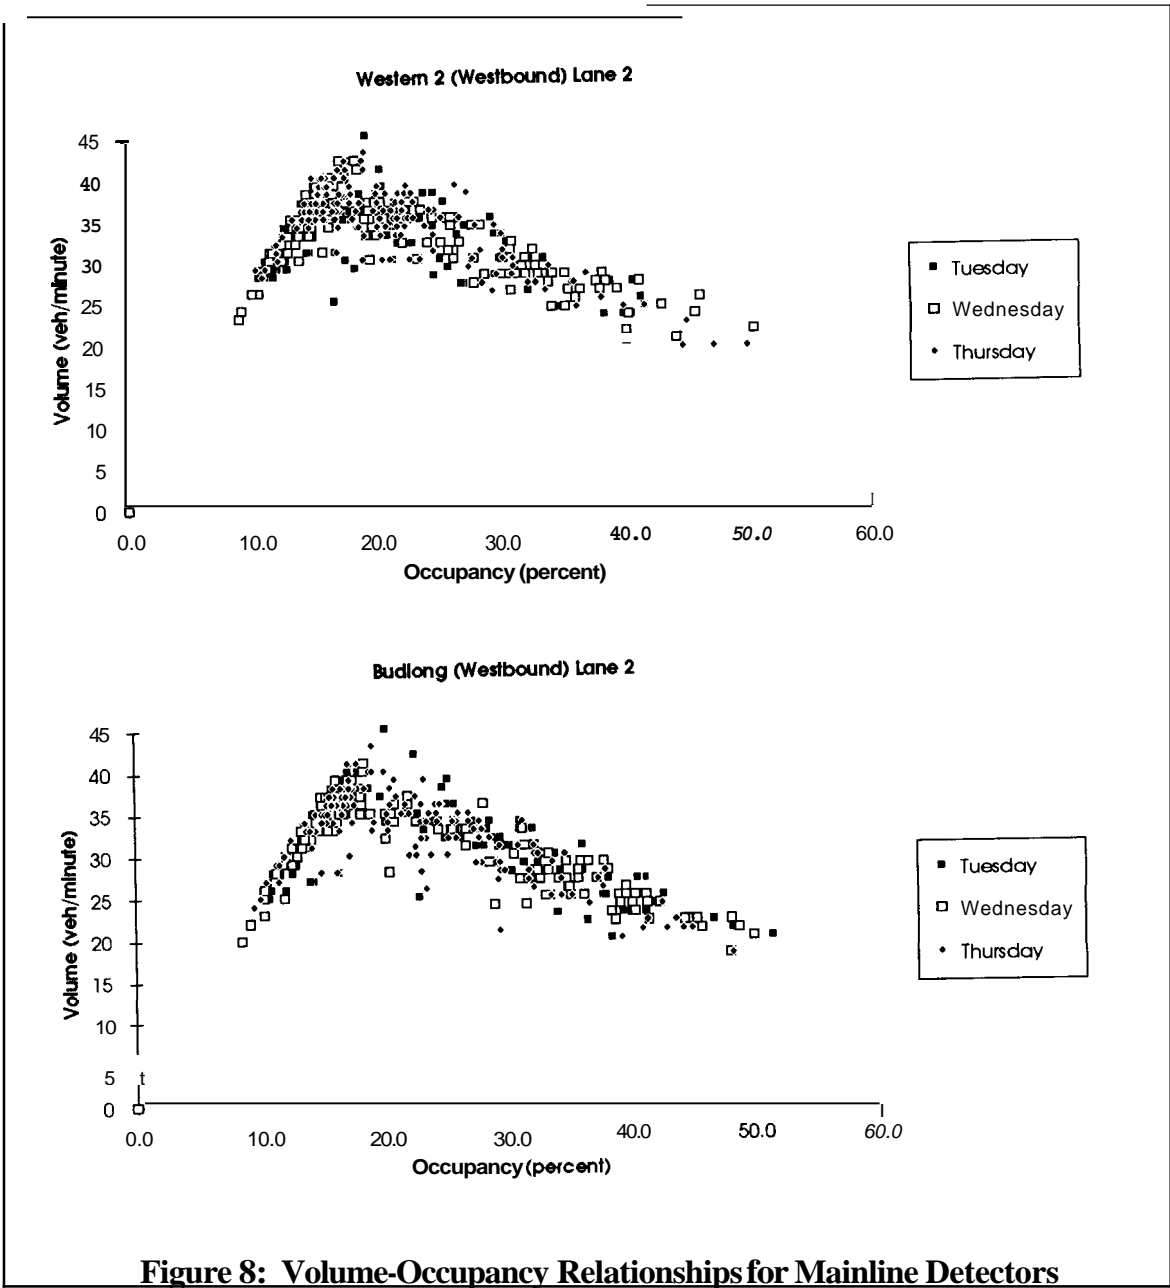 Western 2 (Westbound) Lane 2
45
40
35
30
25
20
15
10
5
0
Volume (veh/minute)
0.0 10.0 20.0 30.0 40.0 50.0 60.0
Occupancy (percent)
Tuesday
Wednesday
Thursday
Budlong (Westbound) Lane 2
45
40
35
30
25
20
15
10
5 t
0
Volume (veh/minute)
0.0 10.0 20.0 30.0 40.0 50.0 60.0
Occupancy (percent)
Tuesday
Wednesday
Thursday
Figure 8: Volume-Occupancy Relationships for Mainline Detectors